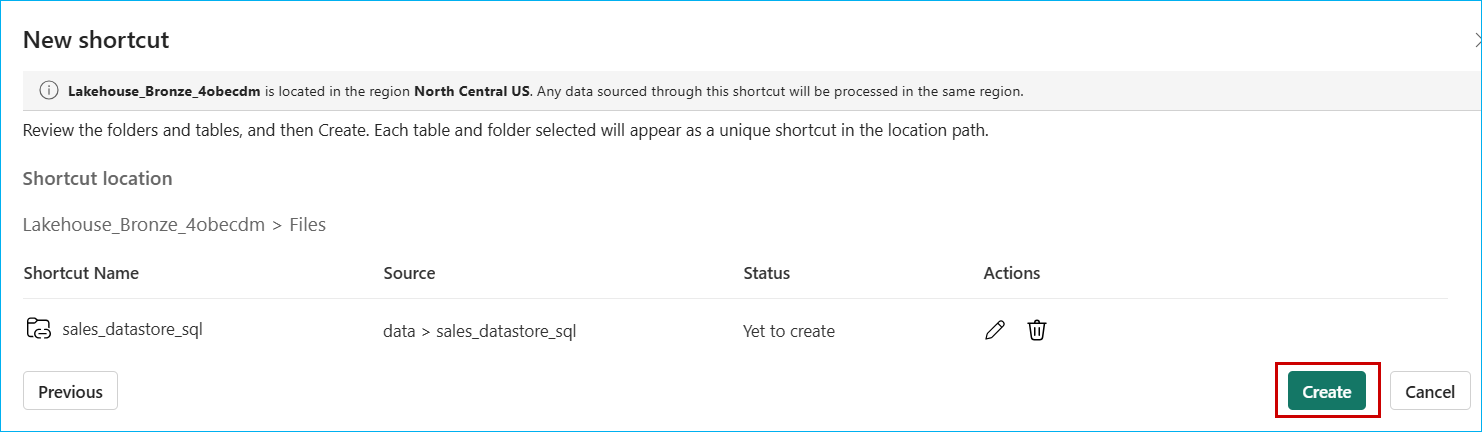 New shortcut
Lakehouse_Bronze_4obecdm is located in the region North Central US. Any data sourced through this shortcut will be processed in the same region.
Review the folders and tables, and then Create. Each table and folder selected will appear as a unique shortcut in the location path.
Shortcut location
Lakehouse_Bronze_4obecdm > Files
Shortcut Name Source Status Actions
sales_datastore_sql data > sales_datastore_sql Yet to create
Previous Create Cancel